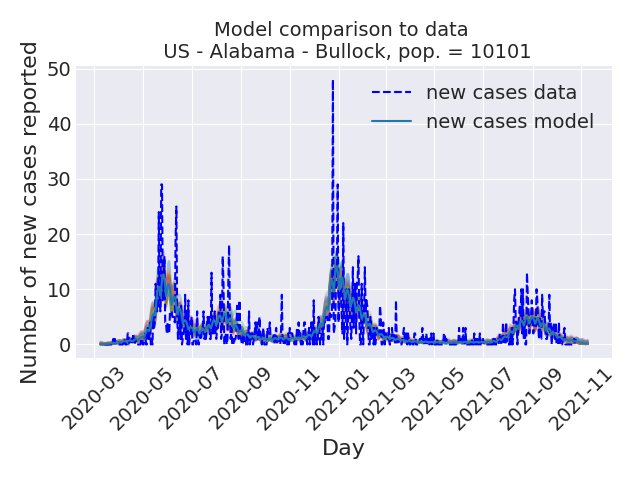 Model comparison to data
US - Alabama - Bullock, pop. = 10101
Number of new cases reported
50
40
30
20
10
0
new cases data
new cases model
2020-03
2020-05
2020-07
2020-09
2020-11
2021-01
2021-03
2021-05
2021-07
2021-09
2021-11
Day